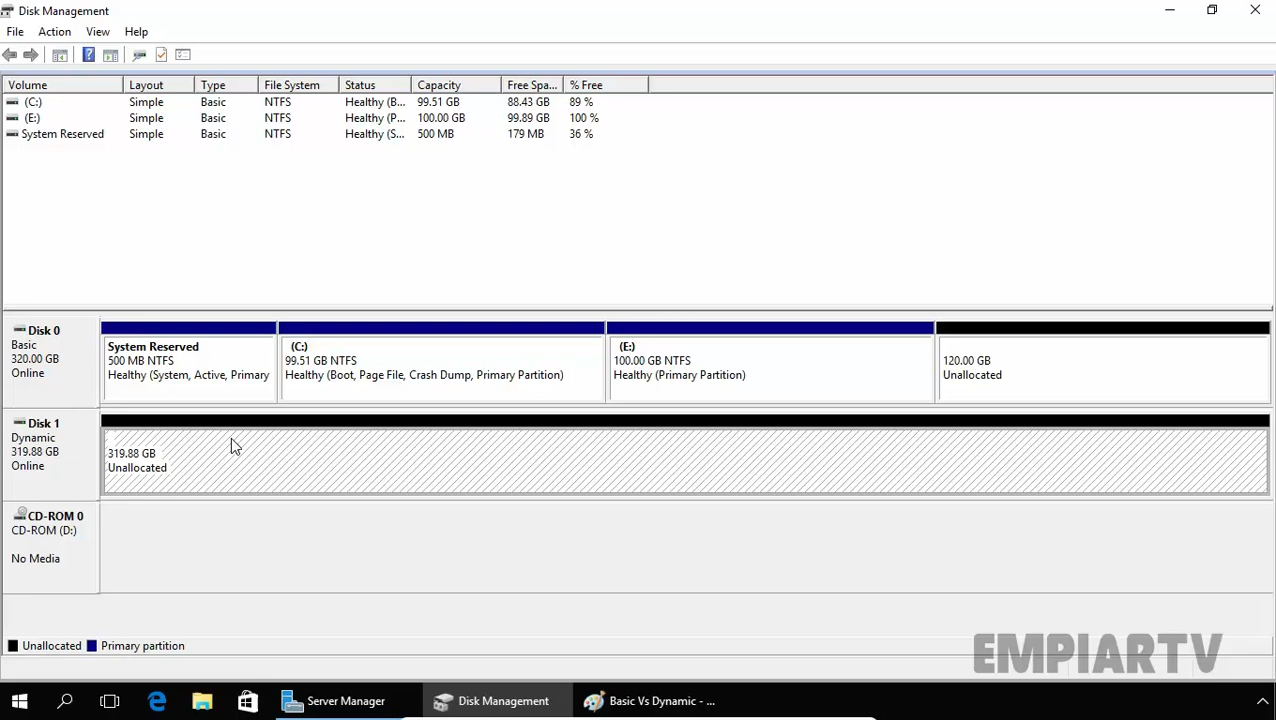 Disk Management
File Action View Help
Volume Layout Type File System Status Capacity Free Spa... % Free
(C:) Simple Basic NTFS Healthy (B... 99.51 GB 88.43 GB 89 %
(E:) Simple Basic NTFS Healthy (P... 100.00 GB 99.89 GB 100 %
System Reserved Simple Basic NTFS Healthy (S... 500 MB 179 MB 36 %
Disk 0
Basic
320.00 GB
Online
System Reserved
500 MB NTFS
Healthy (System, Active, Primary
(C:)
99.51 GB NTFS
Healthy (Boot, Page File, Crash Dump, Primary Partition)
(E:)
100.00 GB NTFS
Healthy (Primary Partition)
120.00 GB
Unallocated
Disk 1
Dynamic
319.88 GB
Online
319.88 GB
Unallocated
CD-ROM 0
CD-ROM (D:)
No Media
Unallocated Primary partition
EMPIARTV
Server Manager Disk Management Basic Vs Dynamic - ...